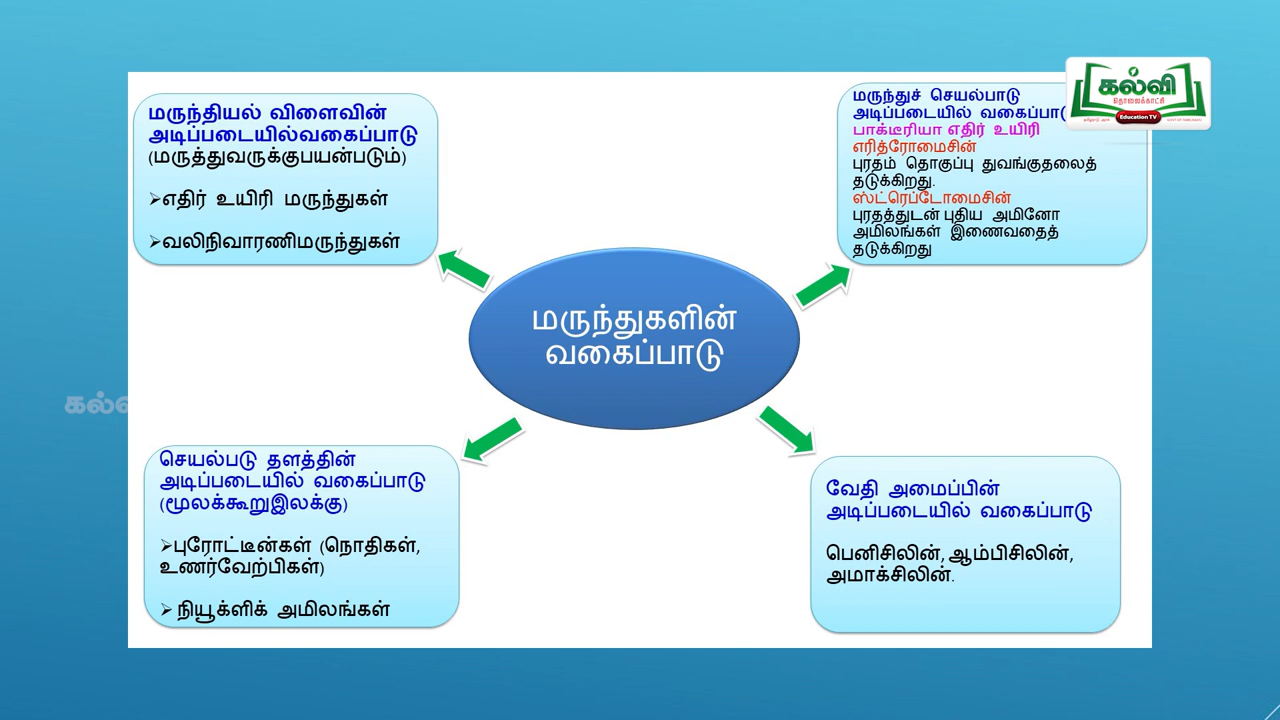 மருந்தியல் விளைவின்
அடிப்படையில்வகைப்பாடு
(மருத்துவருக்குபயன்படும்)
➢எதிர் உயிரி மருந்துகள்
➢வலிநிவாரணிமருந்துகள்
மருந்துச் செயல்பாடு
அடிப்படையில் வகைப்பாடு
பாக்டீரியா எதிர் உயிரி
எரித்ரோமைசின்
புரதம் தொகுப்பு துவங்குதலைத்
தடுக்கிறது.
ஸ்ட்ரெப்டோமைசின்
புரதத்துடன் புதிய அமினோ
அமிலங்கள் இணைவதைத்
தடுக்கிறது
கல்வி
தொலைக்காட்சி
Education TV
மருந்துகளின்
வகைப்பாடு
செயல்படு தளத்தின்
அடிப்படையில் வகைப்பாடு
(மூலக்கூறுஇலக்கு)
➢புரோட்டீன்கள் (நொதிகள்,
உணர்வேற்பிகள்)
➢ நியூக்ளிக் அமிலங்கள்
வேதி அமைப்பின்
அடிப்படையில் வகைப்பாடு
பெனிசிலின், ஆம்பிசிலின்,
அமாக்சிலின்.